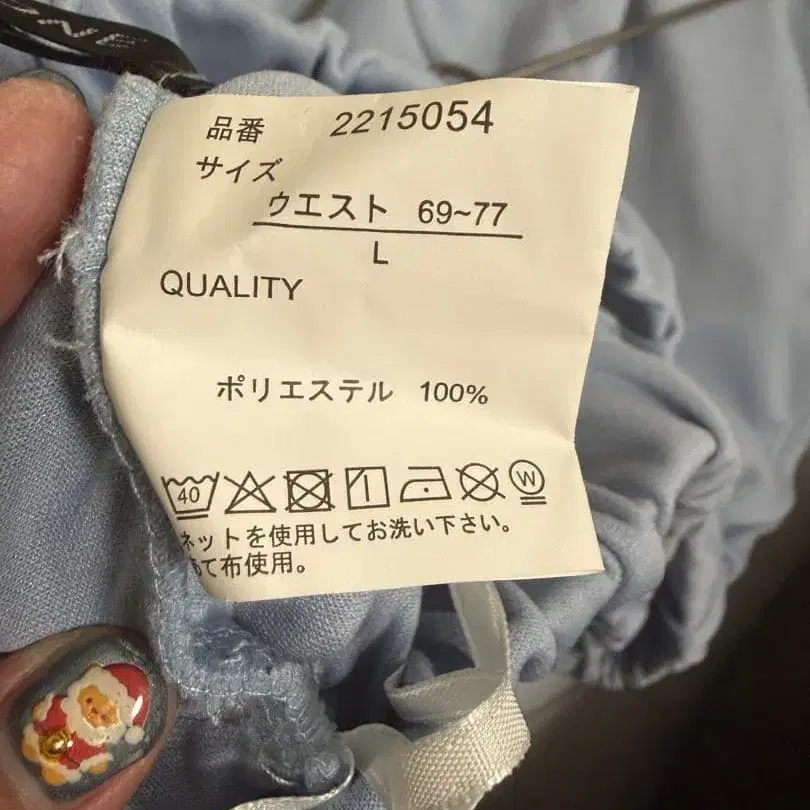 品番 2215054
サイズ
ウエスト 69~77
L
QUALITY
ポリエステル 100%
40
W
ネットを使用してお洗い下さい。
て布使用。